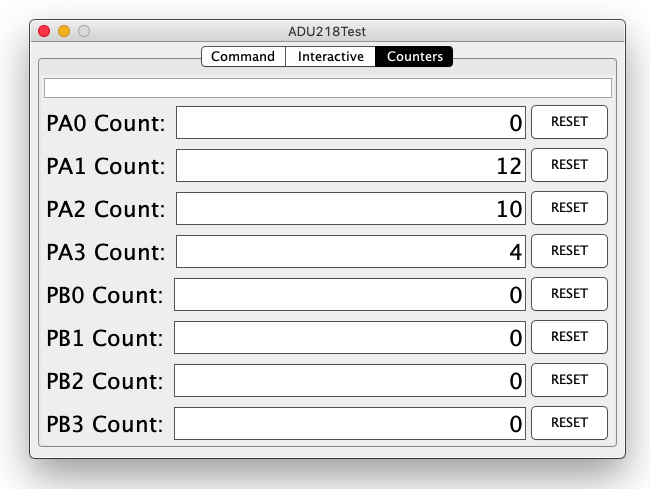 ADU218Test
Command Interactive Counters
PA0 Count: 0 RESET
PA1 Count: 12 RESET
PA2 Count: 10 RESET
PA3 Count: 4 RESET
PB0 Count: 0 RESET
PB1 Count: 0 RESET
PB2 Count: 0 RESET
PB3 Count: 0 RESET